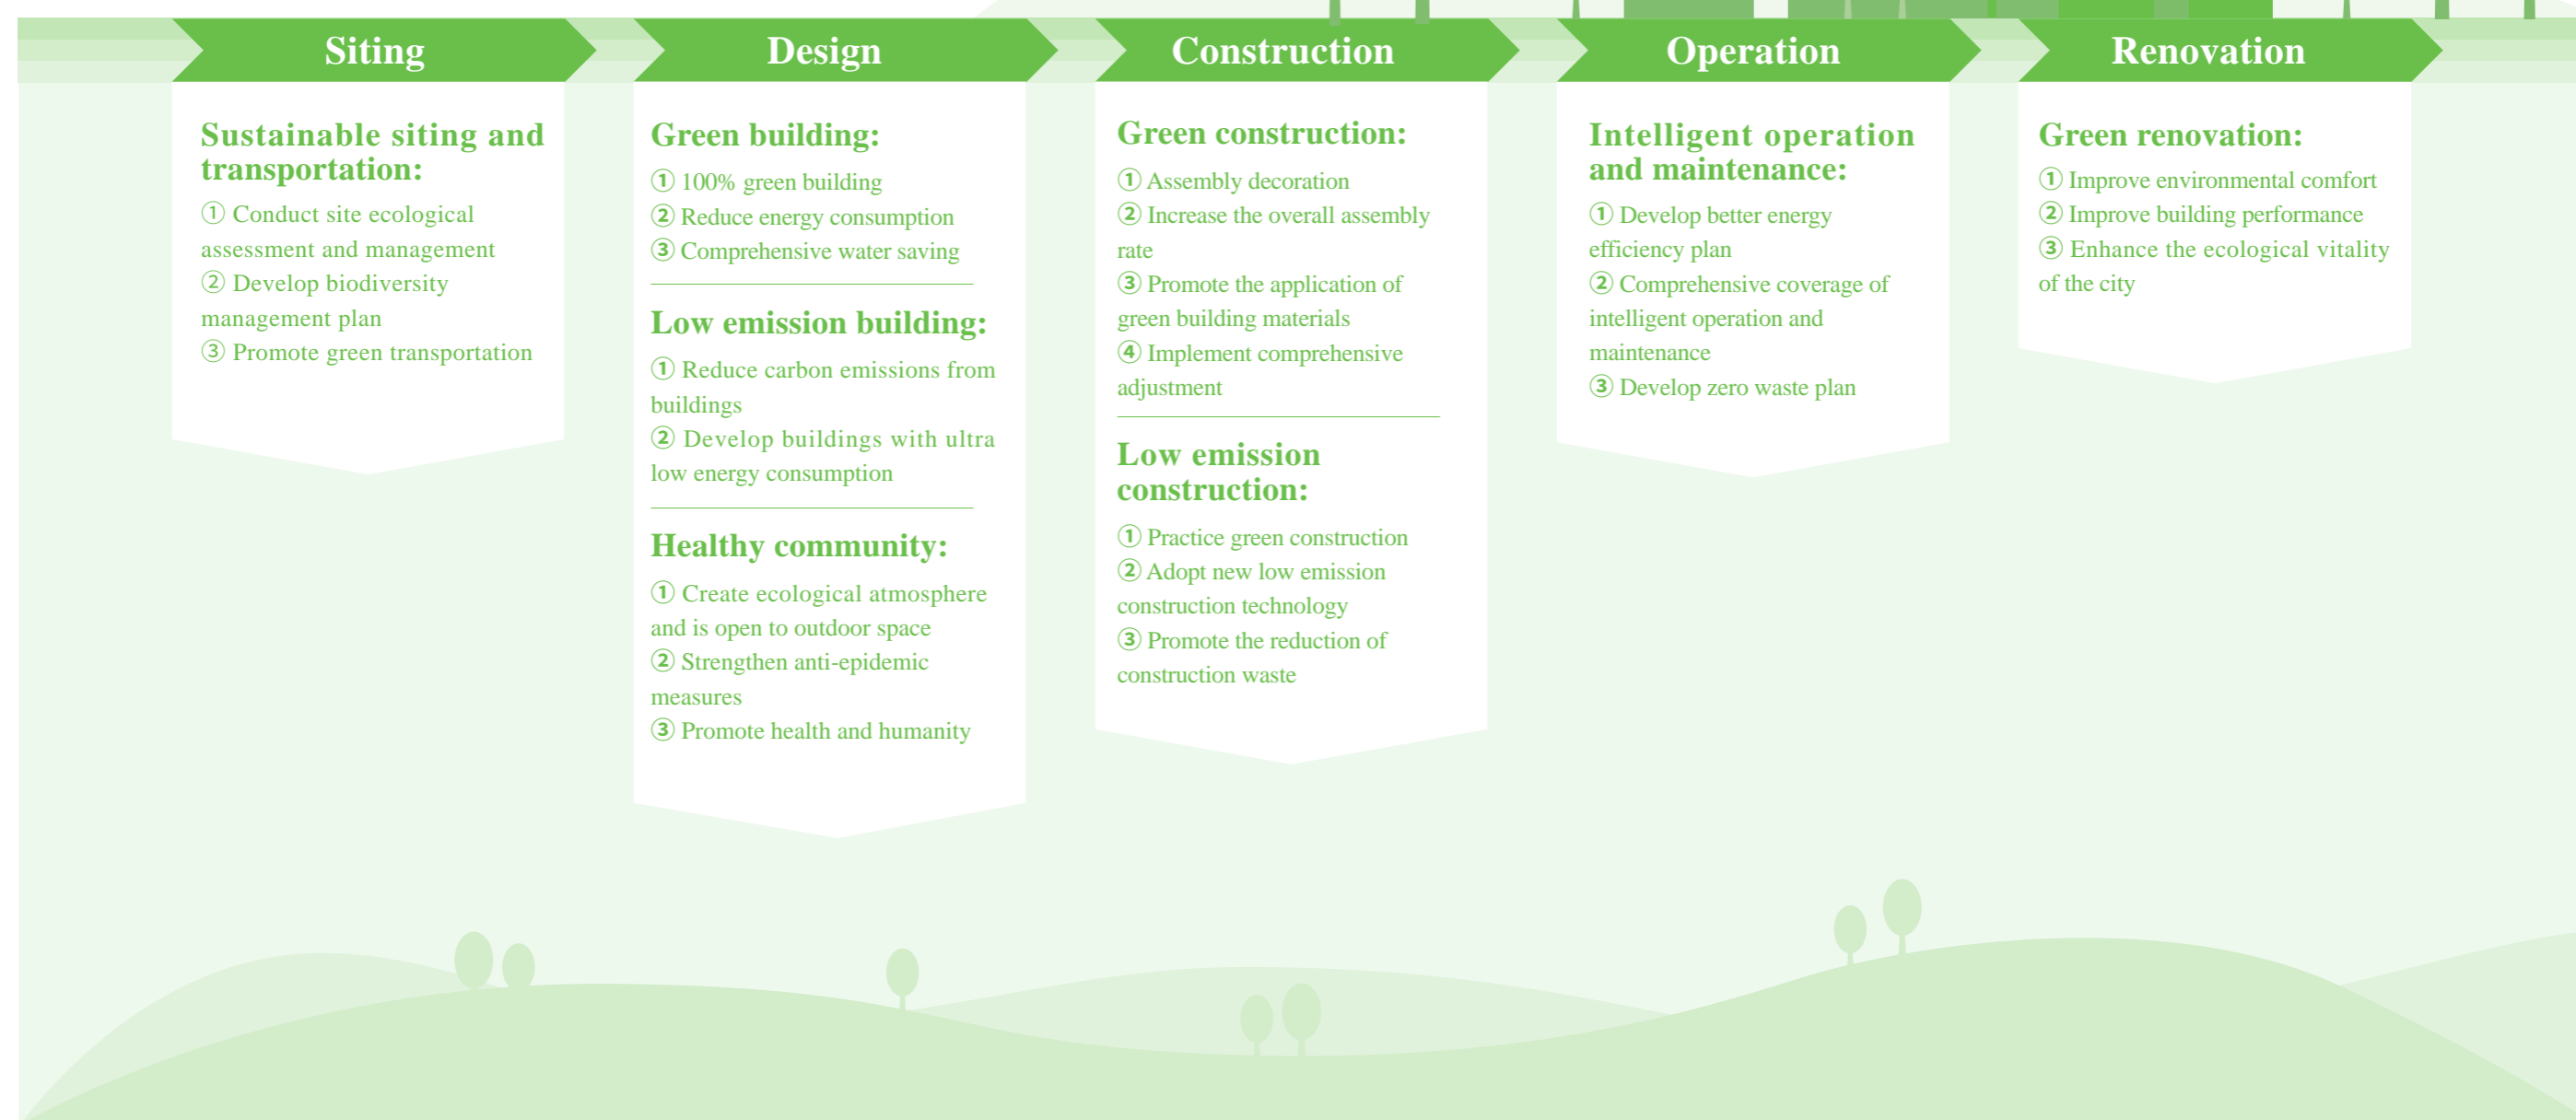 Siting
Sustainable siting and
transportation:
① Conduct site ecological
assessment and management
② Develop biodiversity
management plan
③ Promote green transportation
Design
Green building:
① 100% green building
② Reduce energy consumption
③ Comprehensive water saving
Low emission building:
① Reduce carbon emissions from
buildings
② Develop buildings with ultra
low energy consumption
Healthy community:
① Create ecological atmosphere
and is open to outdoor space
② Strengthen anti-epidemic
measures
③ Promote health and humanity
Construction
Green construction:
① Assembly decoration
② Increase the overall assembly
rate
③ Promote the application of
green building materials
④ Implement comprehensive
adjustment
Low emission
construction:
① Practice green construction
② Adopt new low emission
construction technology
③ Promote the reduction of
construction waste
Operation
Intelligent operation
and maintenance:
① Develop better energy
efficiency plan
② Comprehensive coverage of
intelligent operation and
maintenance
③ Develop zero waste plan
Renovation
Green renovation:
① Improve environmental comfort
② Improve building performance
③ Enhance the ecological vitality
of the city